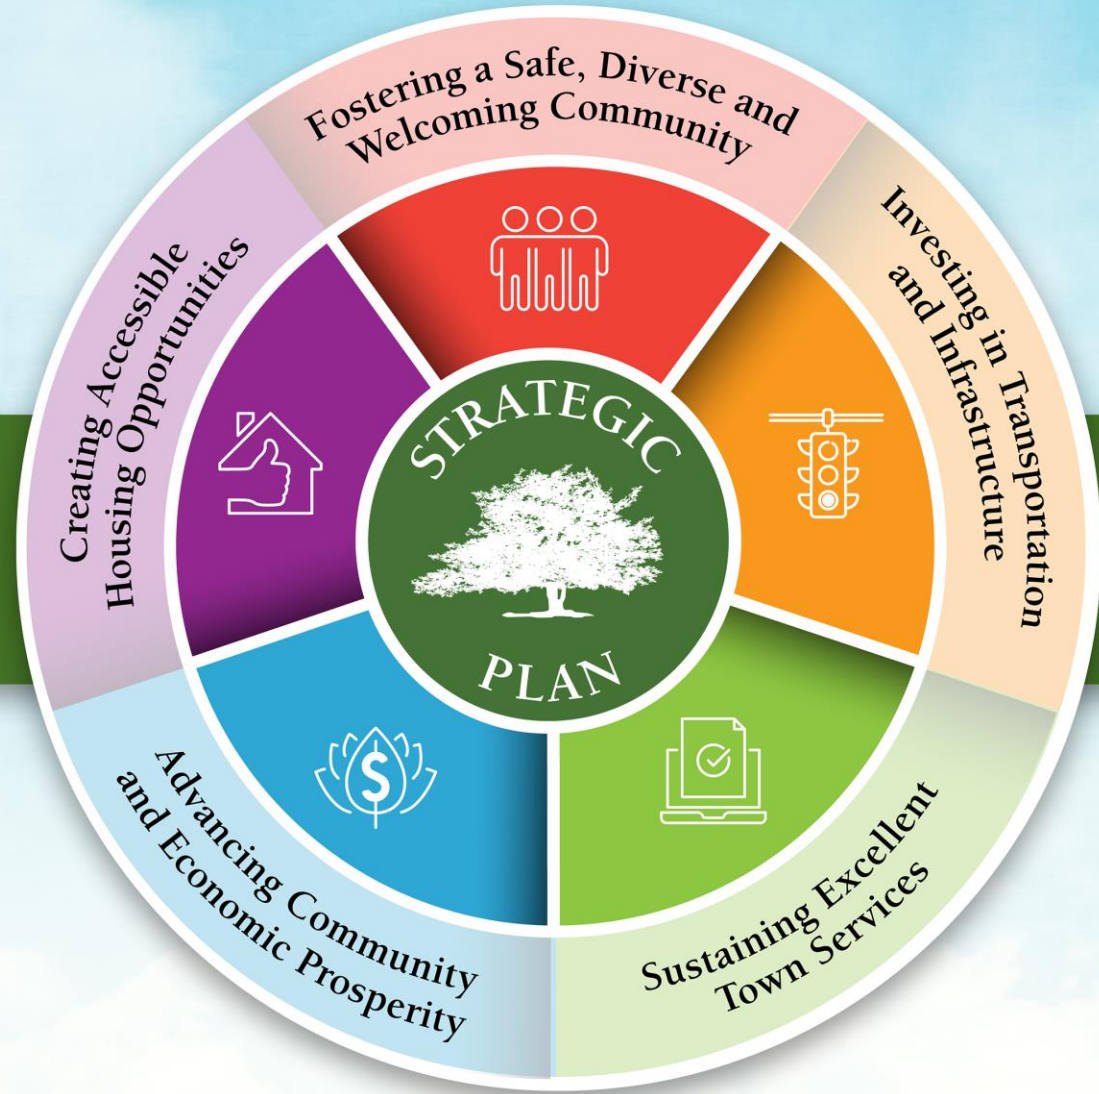 Fostering a Safe, Diverse and
Welcoming Community
Investing in Transportation
and Infrastructure
Sustaining Excellent
Town Services
Advancing Community
and Economic Prosperity
Creating Accessible
Housing Opportunities
STRATEGIC
PLAN
$